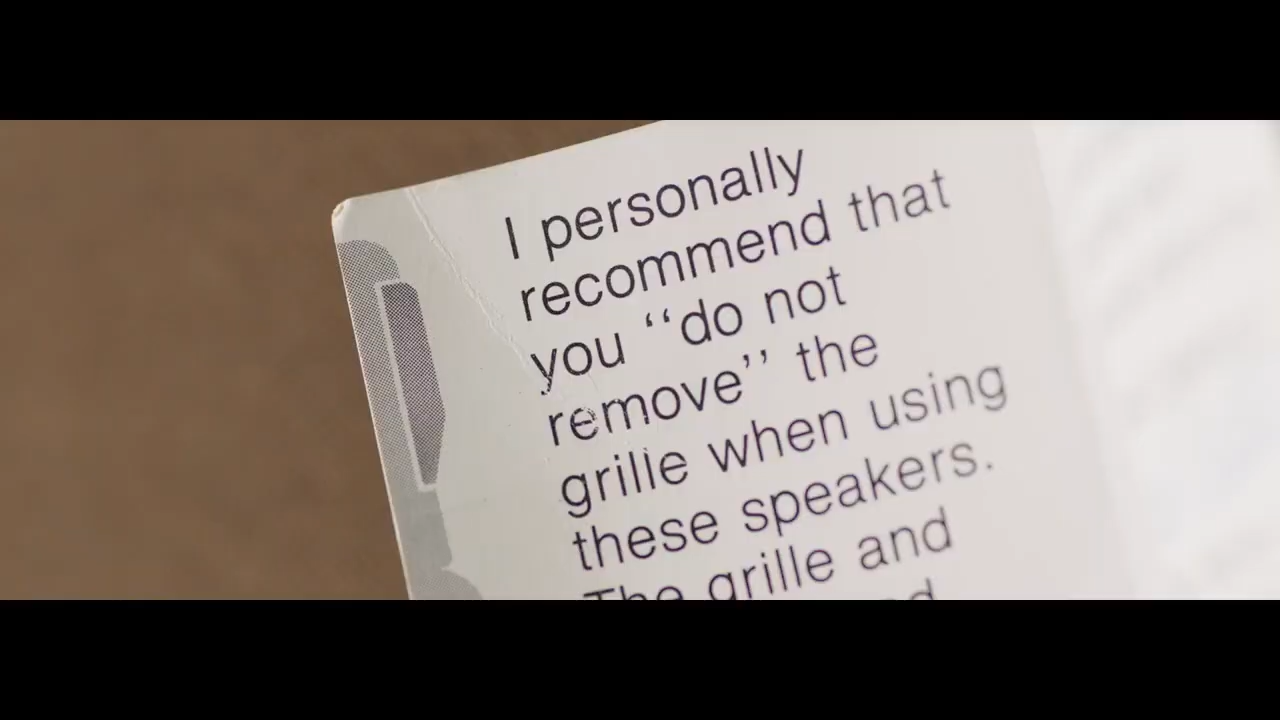 I personally
recommend that
you “do not
remove” the
grille when using
these speakers.
The grille and